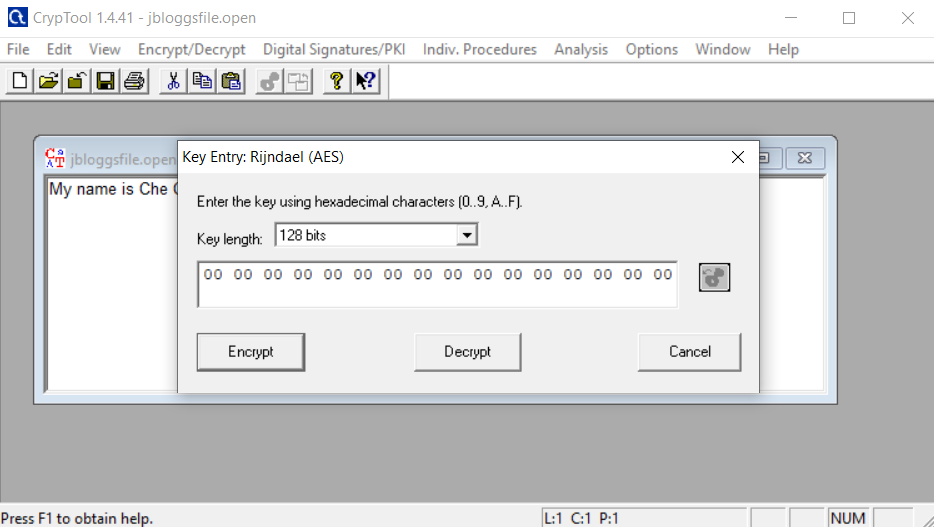 CrypTool 1.4.41 - jbloggsfile.open
File Edit View Encrypt/Decrypt Digital Signatures/PKI Indiv. Procedures Analysis Options Window Help
jbloggsfile.open
My name is Che
Key Entry: Rijndael (AES)
Enter the key using hexadecimal characters (0..9, A..F).
Key length: 128 bits
00 00 00 00 00 00 00 00 00 00 00 00 00 00 00 00
Encrypt Decrypt Cancel
Press F1 to obtain help. L:1 C:1 P:1 NUM